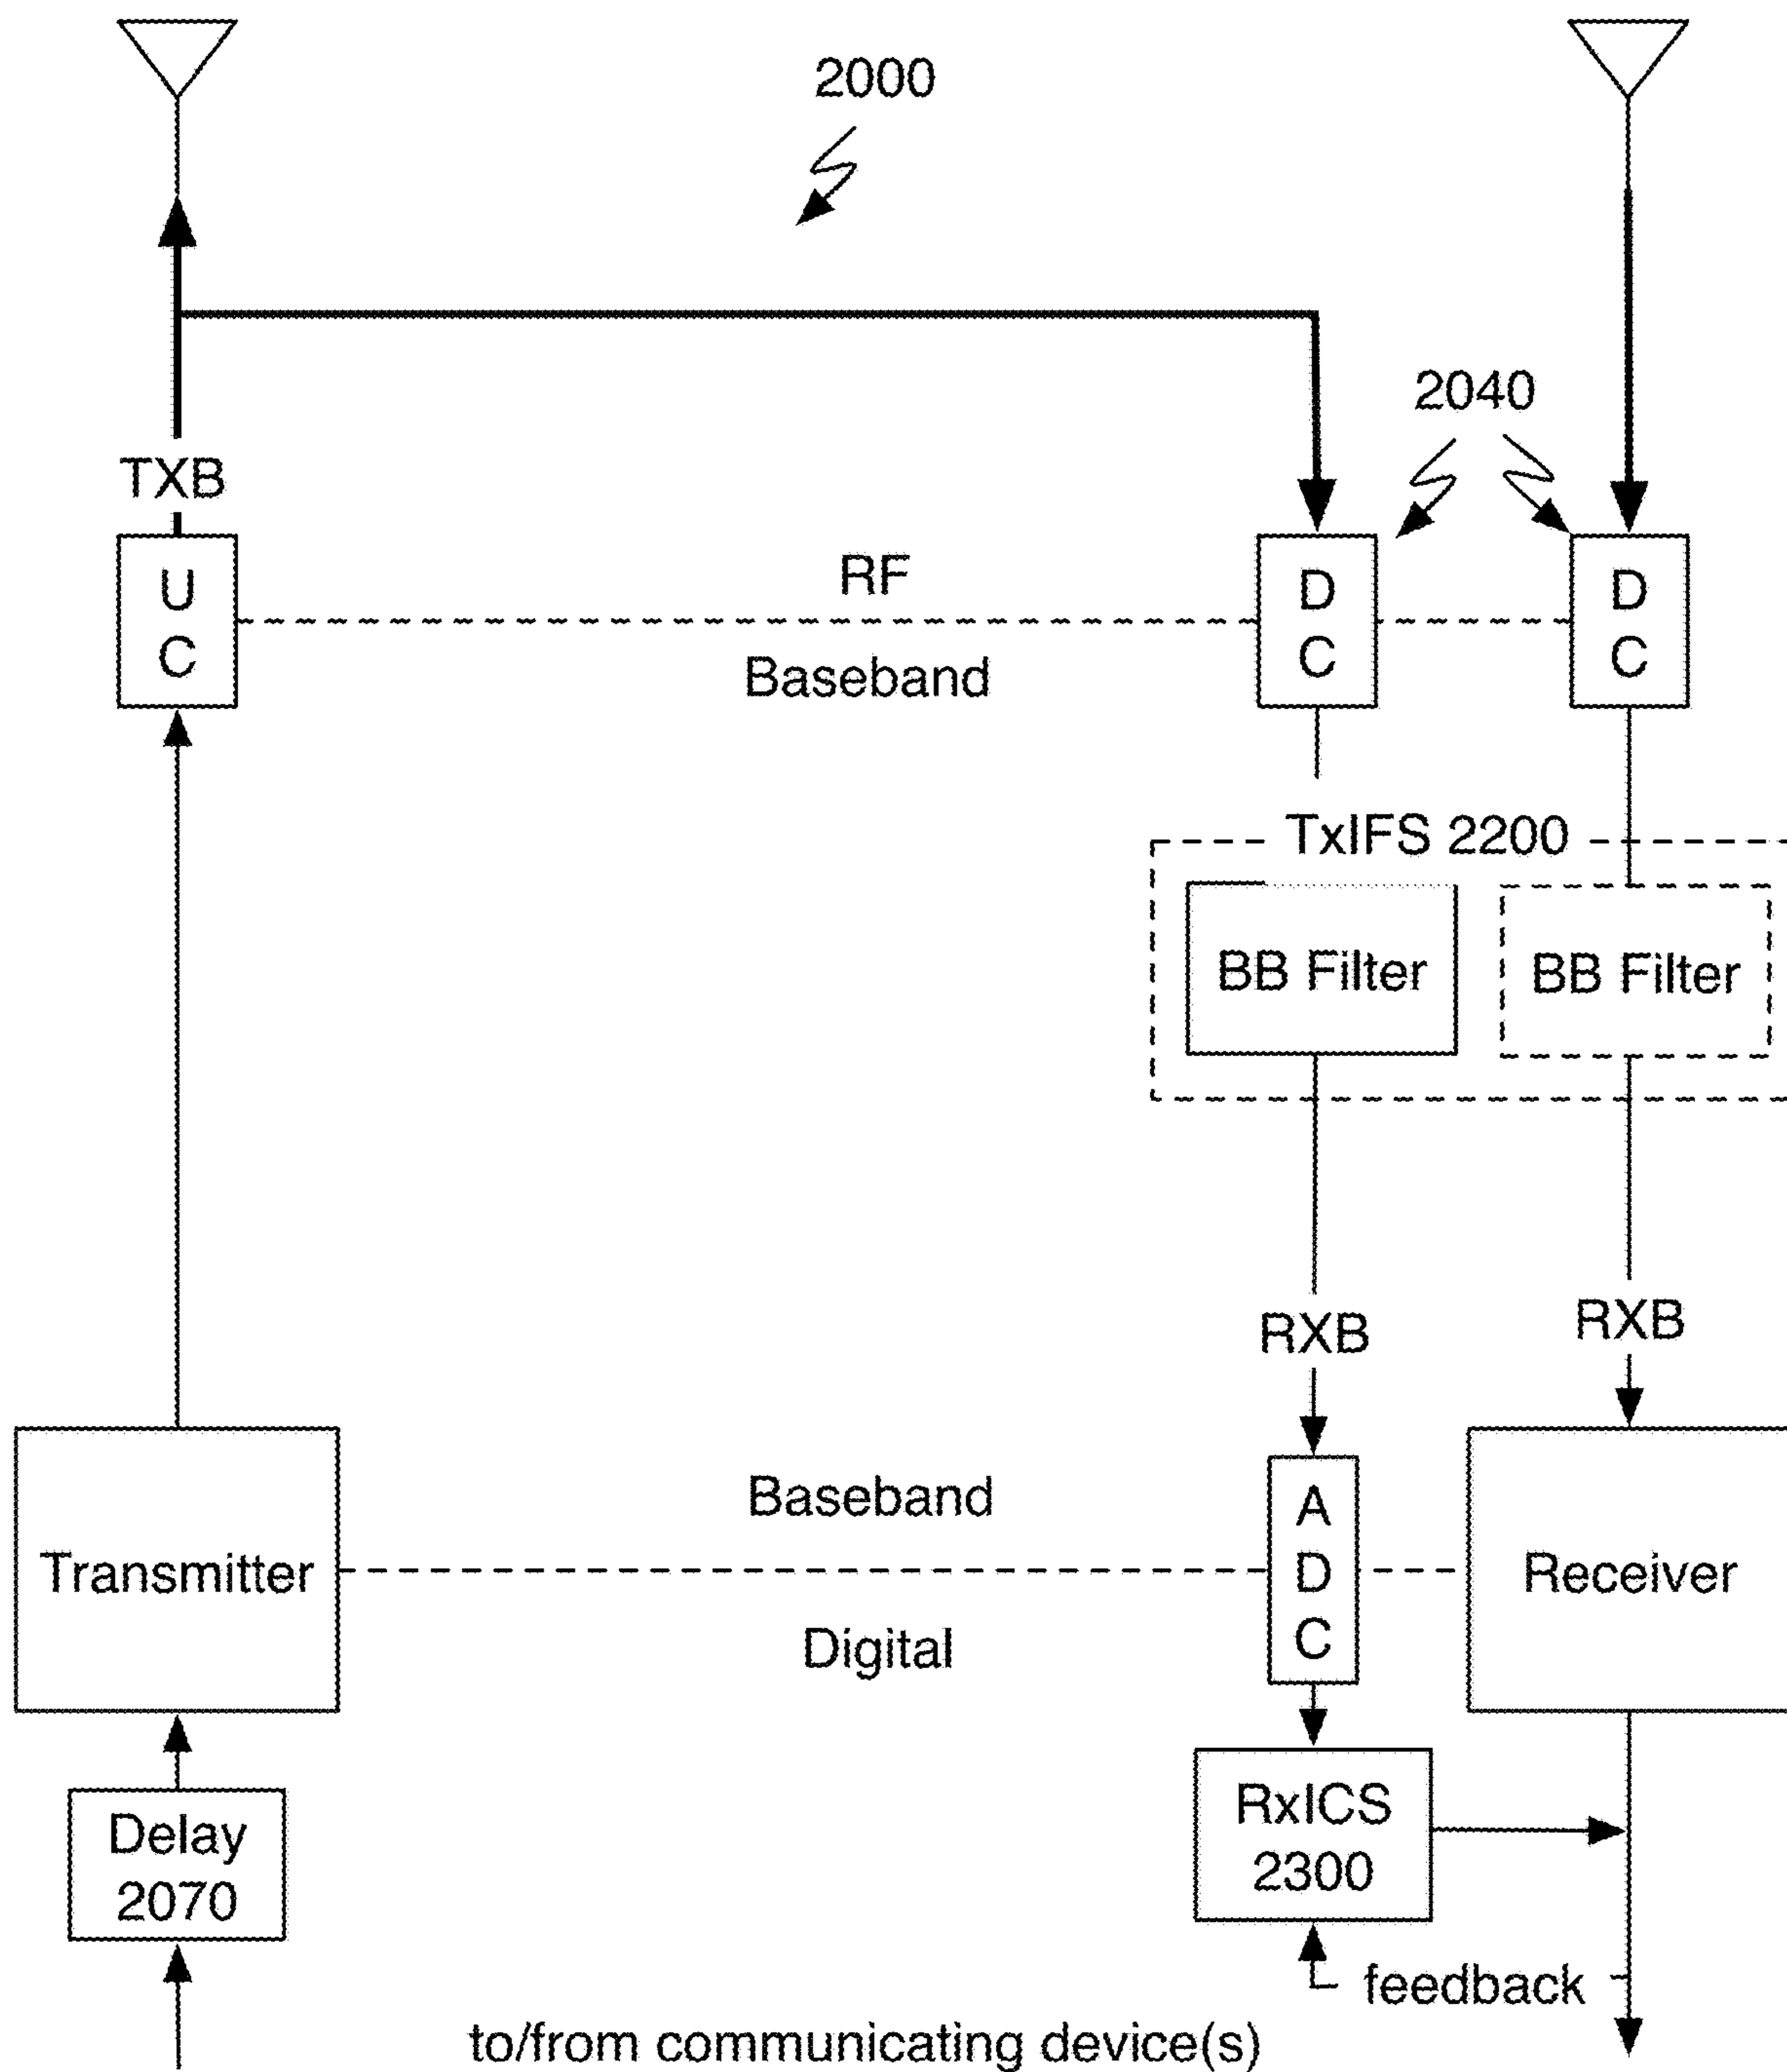 2000
2040
TXB
U
C
RF
Baseband
D
C
D
C
TxIFS 2200
BB Filter
BB Filter
RXB
RXB
Transmitter
Baseband
Digital
A
D
C
Receiver
Delay
2070
RxICS
2300
feedback
to/from communicating device(s)